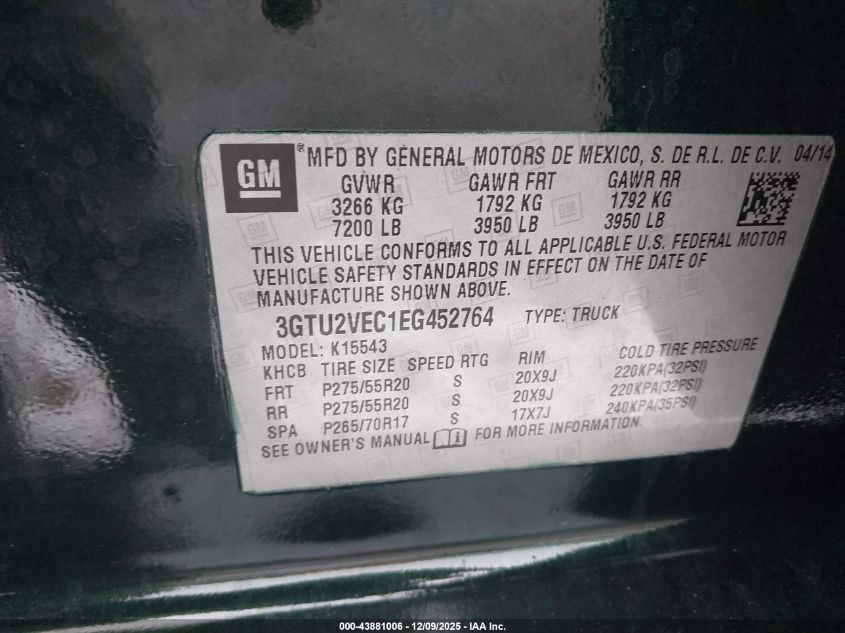 GM ® MFD BY GENERAL MOTORS DE MEXICO, S. DE R.L. DE C.V. 04/14
GVWR GAWR FRT GAWR RR
3266 KG 1792 KG 1792 KG
7200 LB 3950 LB 3950 LB
THIS VEHICLE CONFORMS TO ALL APPLICABLE U.S. FEDERAL MOTOR
VEHICLE SAFETY STANDARDS IN EFFECT ON THE DATE OF
MANUFACTURE SHOWN ABOVE.
3GTU2VEC1EG452764 TYPE: TRUCK
MODEL: K15543
KHCB TIRE SIZE SPEED RTG RIM COLD TIRE PRESSURE
FRT P275/55R20 S 20X9J 220KPA(32PSI)
RR P275/55R20 S 20X9J 220KPA(32PSI)
SPA P265/70R17 S 17X7J 240KPA(35PSI)
SEE OWNER'S MANUAL i FOR MORE INFORMATION.
000-43881006 - 12/09/2025 - IAA Inc.